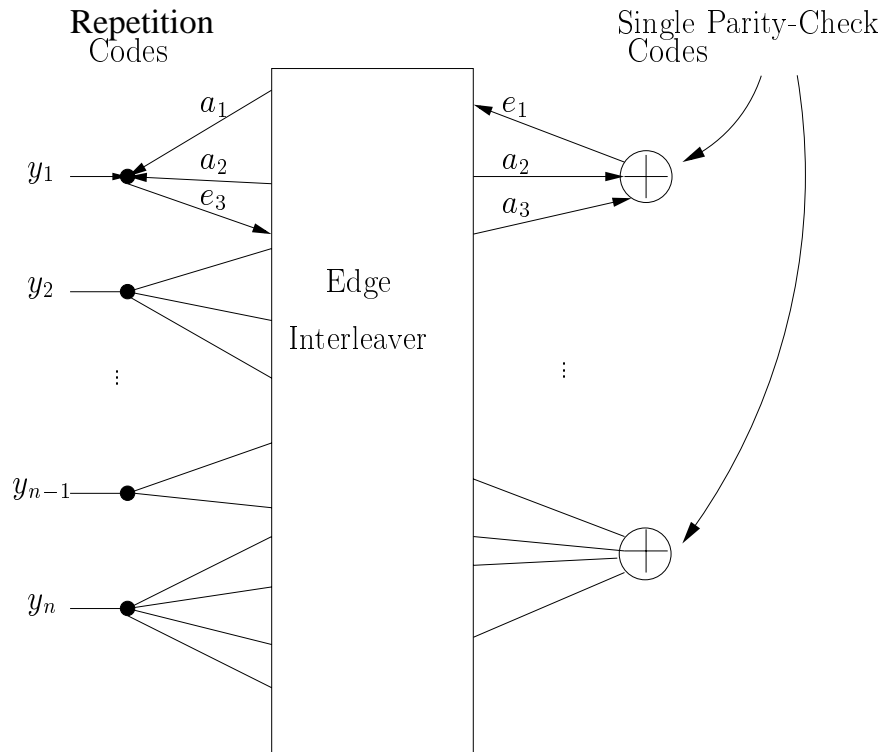 Repetition
Codes
Single Parity-Check
Codes
a₁
e₁
y₁
a₂
a₂
e₃
a₃
y₂
Edge
Interleaver
⋮
⋮
yₙ₋₁
yₙ